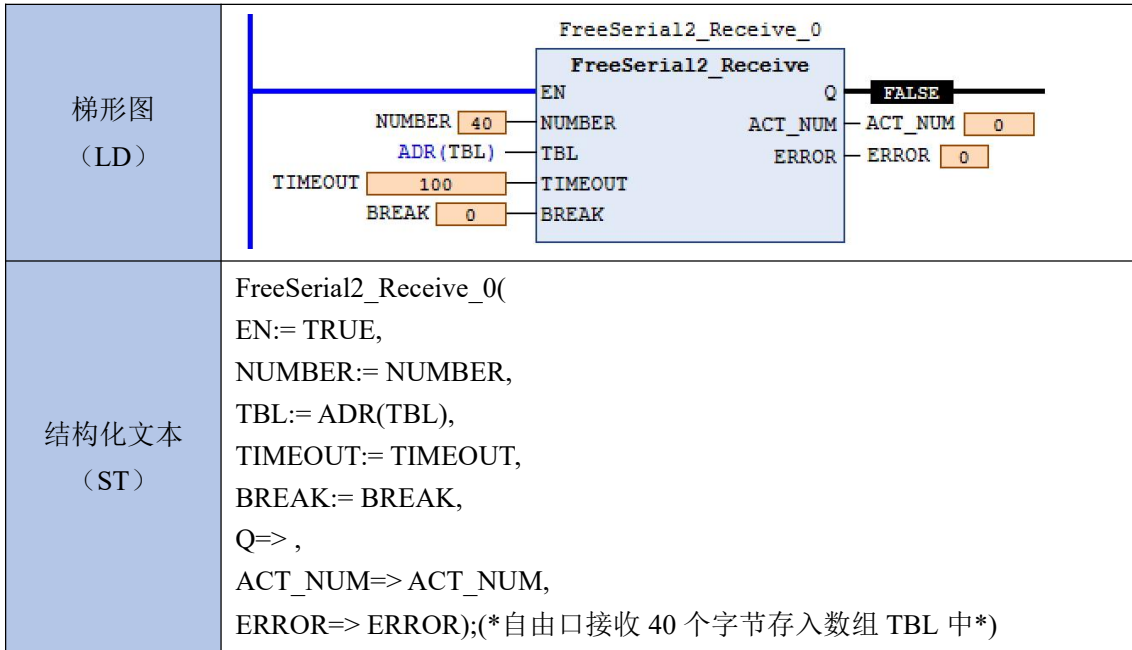 梯形图
（LD）
FreeSerial2_Receive_0
FreeSerial2_Receive
EN Q FALSE
NUMBER 40 NUMBER ACT_NUM ACT_NUM 0
ADR(TBL) TBL ERROR ERROR 0
TIMEOUT 100 TIMEOUT
BREAK 0 BREAK
结构化文本
（ST）
FreeSerial2_Receive_0(
EN:= TRUE,
NUMBER:= NUMBER,
TBL:= ADR(TBL),
TIMEOUT:= TIMEOUT,
BREAK:= BREAK,
Q=> ,
ACT_NUM=> ACT_NUM,
ERROR=> ERROR);(*自由口接收 40 个字节存入数组 TBL 中*)